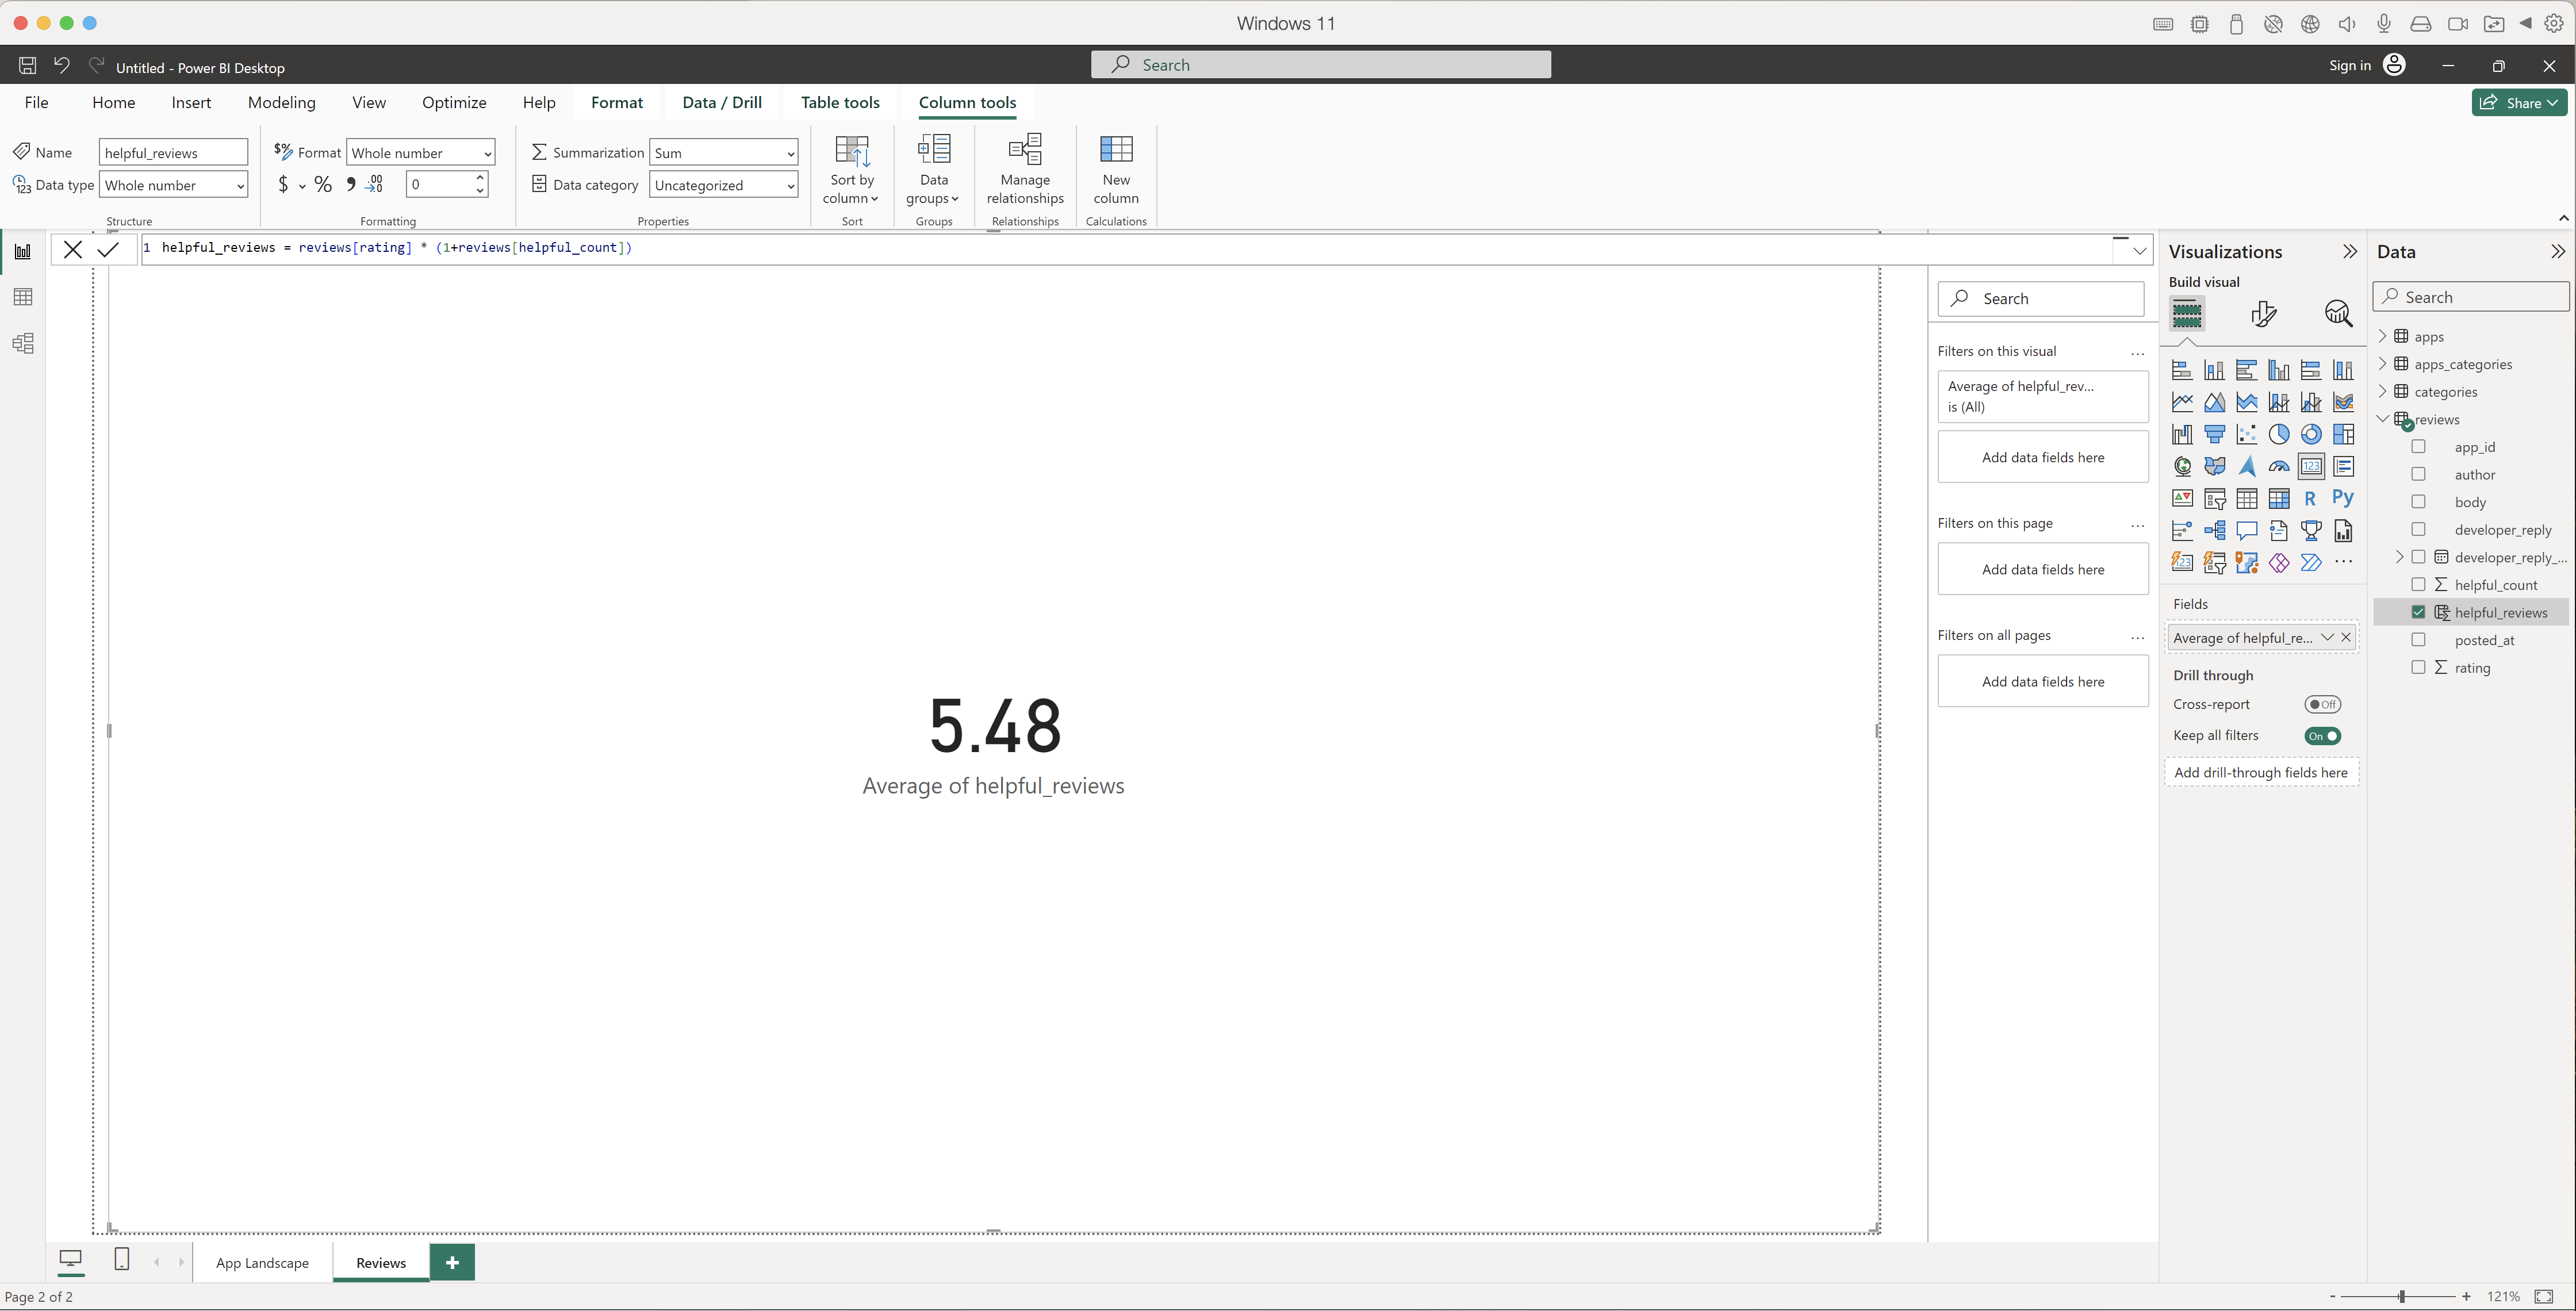 Windows 11
Untitled - Power BI Desktop
Search
Sign in
File
Home
Insert
Modeling
View
Optimize
Help
Format
Data / Drill
Table tools
Column tools
Share
Name
helpful_reviews
Data type
Whole number
Structure
Format
Whole number
$
%
0
Formatting
Summarization
Sum
Data category
Uncategorized
Properties
Sort by
column
Sort
Data
groups
Groups
Manage
relationships
Relationships
New
column
Calculations
1 helpful_reviews = reviews[rating] * (1+reviews[helpful_count])
5.48
Average of helpful_reviews
Search
Filters on this visual
...
Average of helpful_rev...
is (All)
Add data fields here
Filters on this page
...
Add data fields here
Filters on all pages
...
Add data fields here
Visualizations
Build visual
123
R
Py
123
...
Fields
Average of helpful_re...
Drill through
Cross-report
Off
Keep all filters
On
Add drill-through fields here
Data
Search
apps
apps_categories
categories
reviews
app_id
author
body
developer_reply
developer_reply_...
helpful_count
helpful_reviews
posted_at
rating
App Landscape
Reviews
+
Page 2 of 2
- + 121%